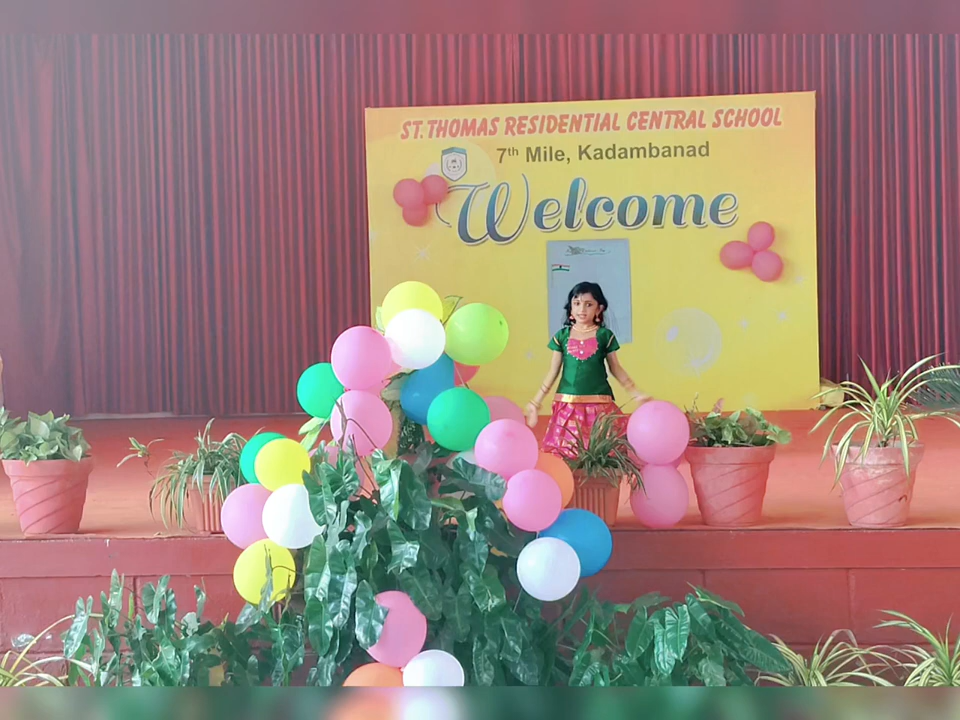 ST. THOMAS RESIDENTIAL CENTRAL SCHOOL
7th Mile, Kadambanad
Welcome